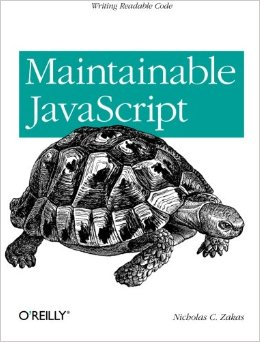 Writing Readable Code
Maintainable
JavaScript
O'REILLY®
Nicholas C. Zakas